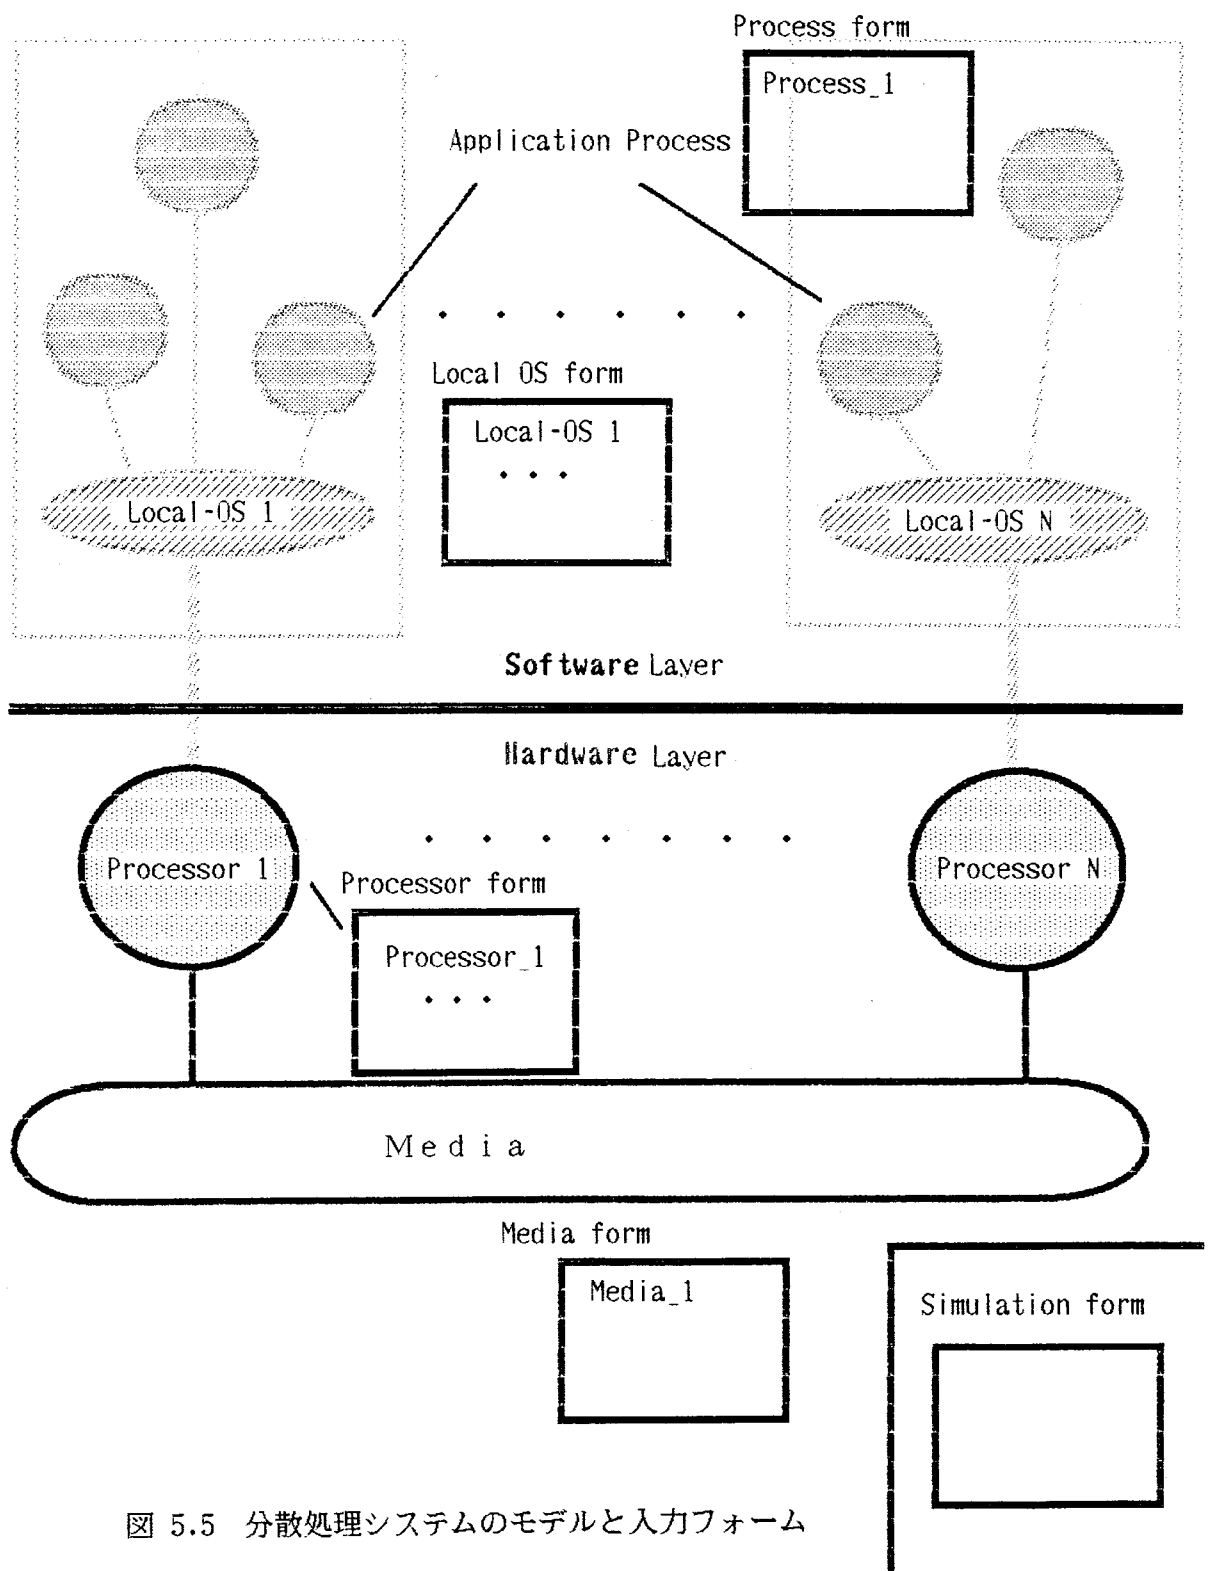 Process form
Process_1
Application Process
Local OS form
Local-OS 1
Local-OS 1
Local-OS N
Software Layer
Hardware Layer
Processor 1
Processor form
Processor_1
Processor N
Media
Media form
Media_1
Simulation form
図 5.5 分散処理システムのモデルと入力フォーム